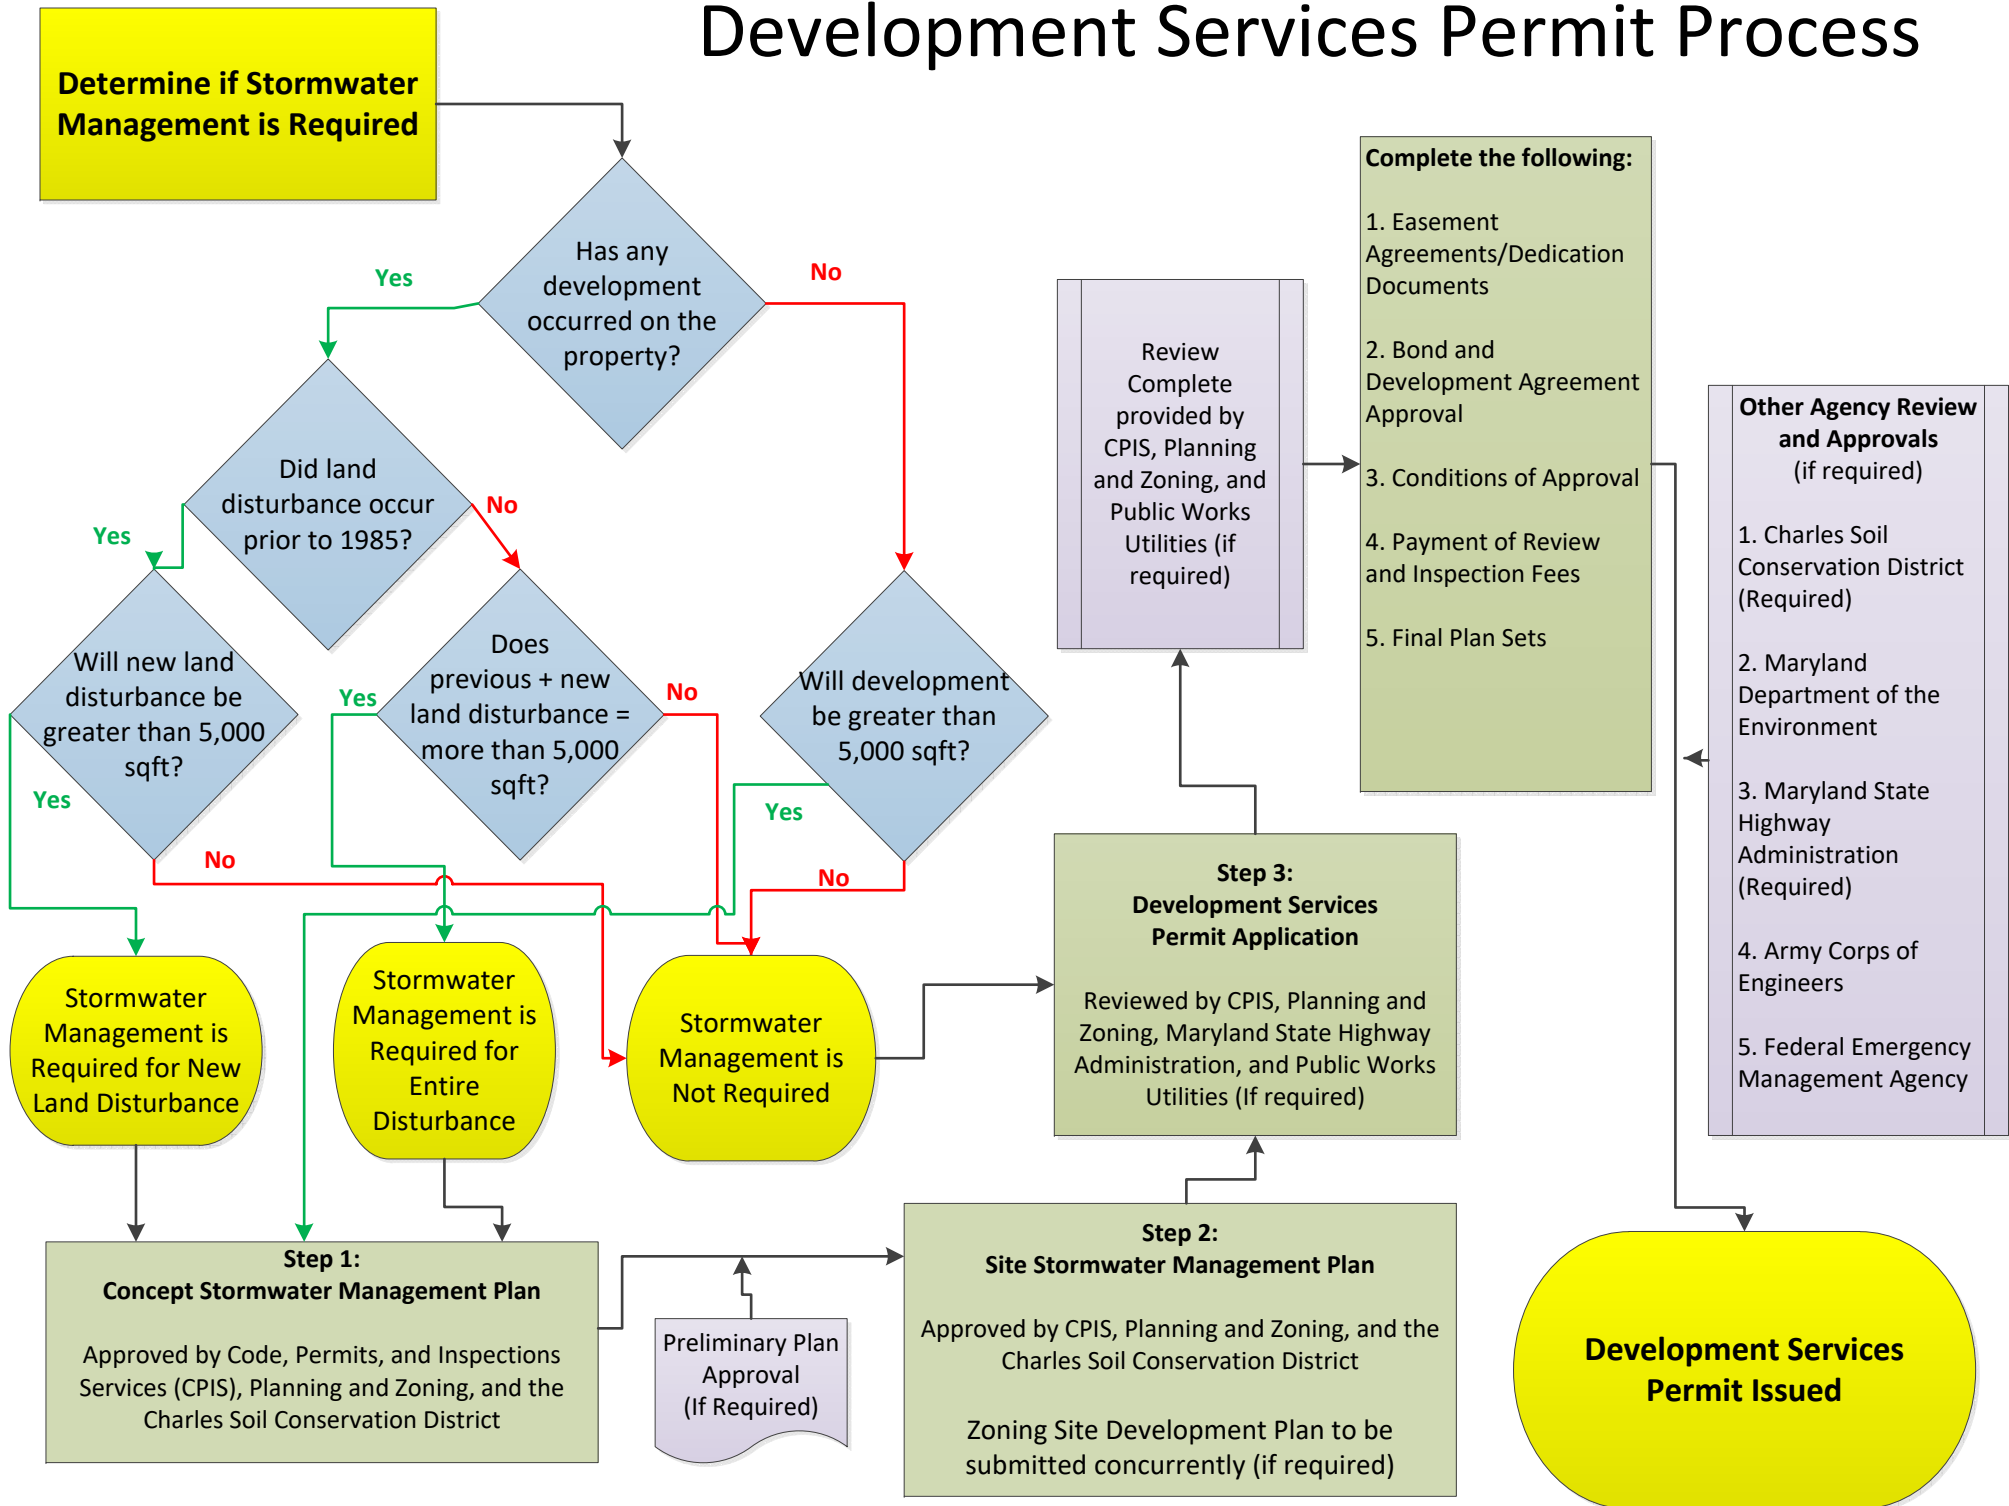 Development Services Permit Process
Determine if Stormwater
Management is Required
Has any
development
occurred on the
property?
Yes
No
Did land
disturbance occur
prior to 1985?
Yes
No
Will new land
disturbance be
greater than 5,000
sqft?
Yes
No
Does
previous + new
land disturbance =
more than 5,000
sqft?
Yes
No
Will development
be greater than
5,000 sqft?
Yes
No
Stormwater
Management is
Required for New
Land Disturbance
Stormwater
Management is
Required for
Entire
Disturbance
Stormwater
Management is
Not Required
Step 1:
Concept Stormwater Management Plan
Approved by Code, Permits, and Inspections
Services (CPIS), Planning and Zoning, and the
Charles Soil Conservation District
Preliminary Plan
Approval
(If Required)
Step 2:
Site Stormwater Management Plan
Approved by CPIS, Planning and Zoning, and the
Charles Soil Conservation District
Zoning Site Development Plan to be
submitted concurrently (if required)
Step 3:
Development Services
Permit Application
Reviewed by CPIS, Planning and
Zoning, Maryland State Highway
Administration, and Public Works
Utilities (If required)
Review
Complete
provided by
CPIS, Planning
and Zoning, and
Public Works
Utilities (if
required)
Complete the following:
1. Easement
Agreements/Dedication
Documents
2. Bond and
Development Agreement
Approval
3. Conditions of Approval
4. Payment of Review
and Inspection Fees
5. Final Plan Sets
Other Agency Review
and Approvals
(if required)
1. Charles Soil
Conservation District
(Required)
2. Maryland
Department of the
Environment
3. Maryland State
Highway
Administration
(Required)
4. Army Corps of
Engineers
5. Federal Emergency
Management Agency
Development Services
Permit Issued